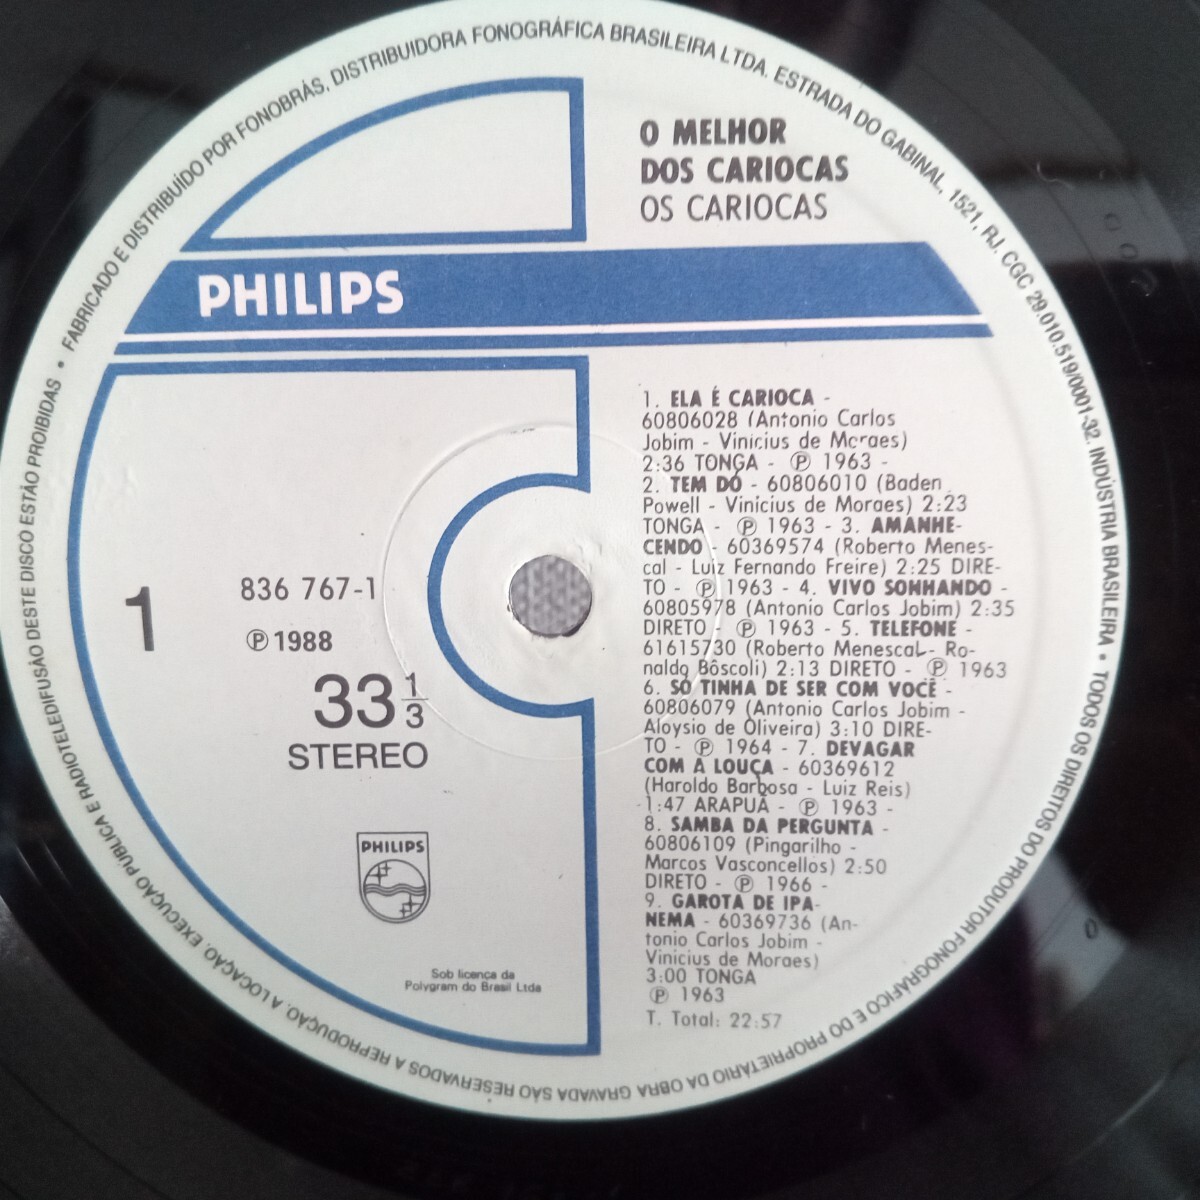 FABRICADO E DISTRIBUÍDO POR FONOBRÁS. DISTRIBUIDORA FONOGRÁFICA BRASILEIRA LTDA. ESTRADA DO GABINAL, 1521, RJ. CGC 29.010.519/0001-32. INDÚSTRIA BRASILEIRA • TODOS OS DIREITOS DO PRODUTOR FONOGRÁFICO E DO PROPRIETÁRIO DA OBRA GRAVADA SÃO RESERVADOS A REPRODUÇÃO. A LOCAÇÃO. EXECUÇÃO PÚBLICA E RADIOTELEDIFUSÃO DESTE DISCO ESTÃO PROIBIDAS •
O MELHOR
DOS CARIOCAS
OS CARIOCAS
PHILIPS
1
836 767-1
℗ 1988
33 1/3
STEREO
PHILIPS
Sob licença da
Polygram do Brasil Ltda
1. ELA É CARIOCA -
60806028 (Antonio Carlos
Jobim - Vinicius de Moraes)
2:36 TONGA - ℗ 1963 -
2. TEM DÓ - 60806010 (Baden
Powell - Vinicius de Moraes) 2:23
TONGA - ℗ 1963 - 3. AMANHE-
CENDO - 60369574 (Roberto Menes-
cal - Luiz Fernando Freire) 2:25 DIRE-
TO - ℗ 1963 - 4. VIVO SONHANDO -
60805978 (Antonio Carlos Jobim) 2:35
DIRETO - ℗ 1963 - 5. TELEFONE -
61615730 (Roberto Menescal - Ro-
naldo Bôscoli) 2:13 DIRETO - ℗ 1963
6. SÓ TINHA DE SER COM VOCÊ -
60806079 (Antonio Carlos Jobim -
Aloysio de Oliveira) 3:10 DIRE-
TO - ℗ 1964 - 7. DEVAGAR
COM A LOUÇA - 60369612
(Haroldo Barbosa - Luiz Reis)
1:47 ARAPUÃ - ℗ 1963 -
8. SAMBA DA PERGUNTA -
60806109 (Pingarilho -
Marcos Vasconcellos) 2:50
DIRETO - ℗ 1966 -
9. GAROTA DE IPA-
NEMA - 60369736 (An-
tonio Carlos Jobim -
Vinicius de Moraes)
3:00 TONGA
℗ 1963
T. Total: 22:57